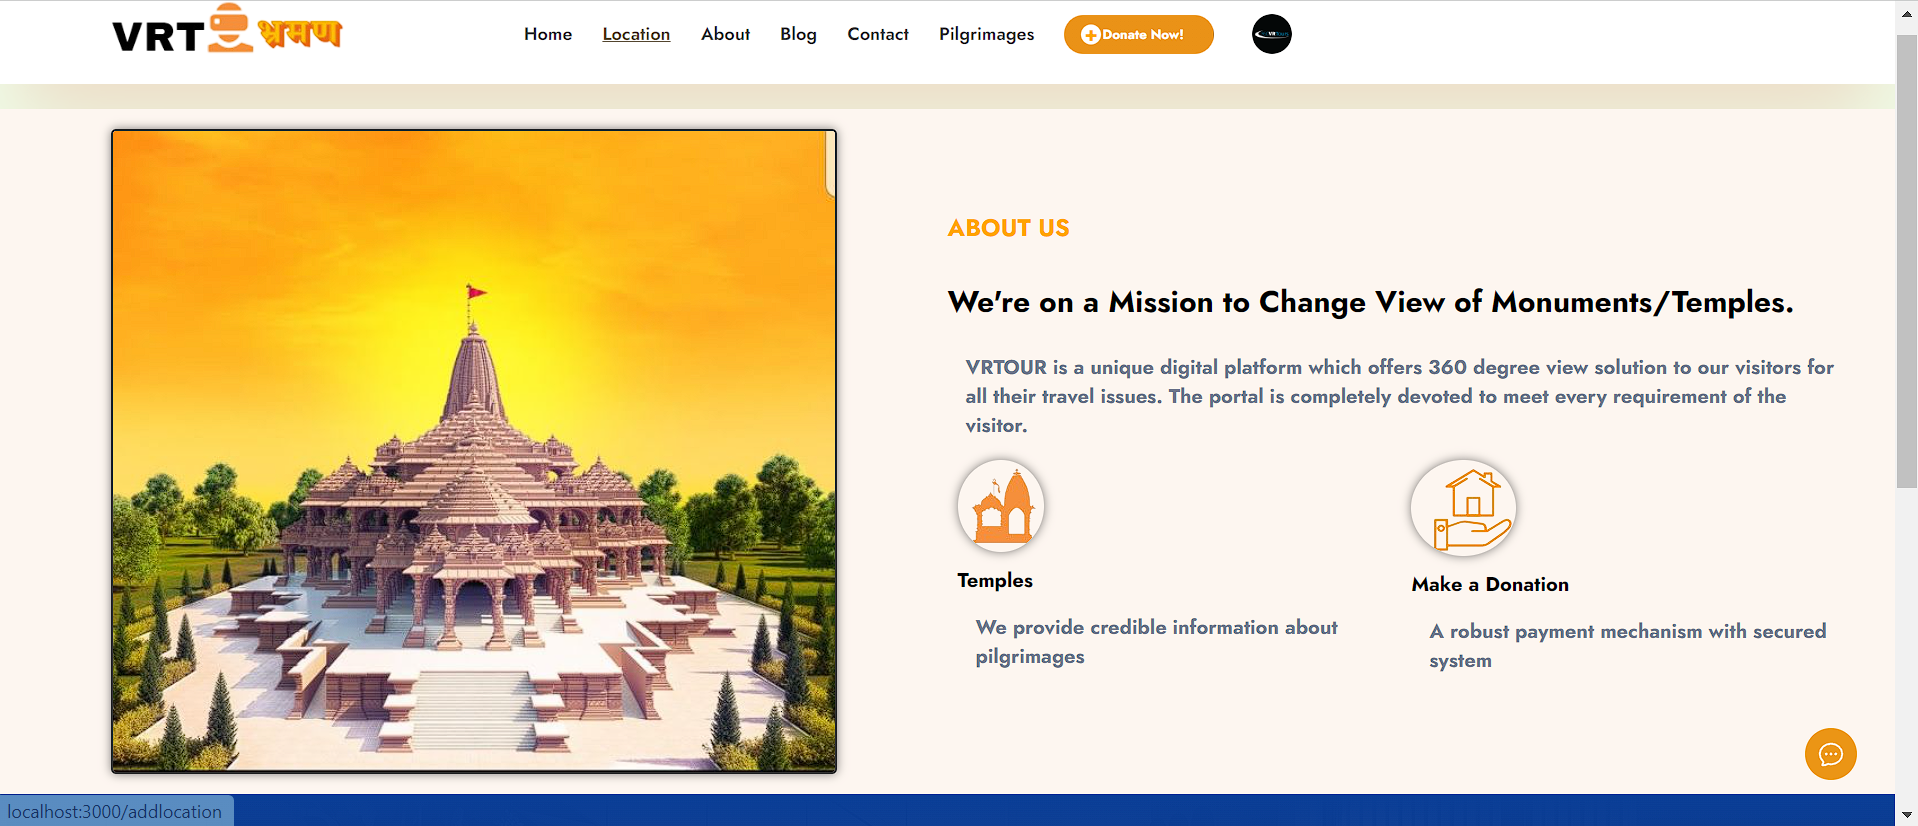 VRT भ्रमण
Home Location About Blog Contact Pilgrimages Donate Now!
ABOUT US
We're on a Mission to Change View of Monuments/Temples.
VRTOUR is a unique digital platform which offers 360 degree view solution to our visitors for
all their travel issues. The portal is completely devoted to meet every requirement of the
visitor.
Temples
Make a Donation
We provide credible information about
pilgrimages
A robust payment mechanism with secured
system
localhost:3000/addlocation